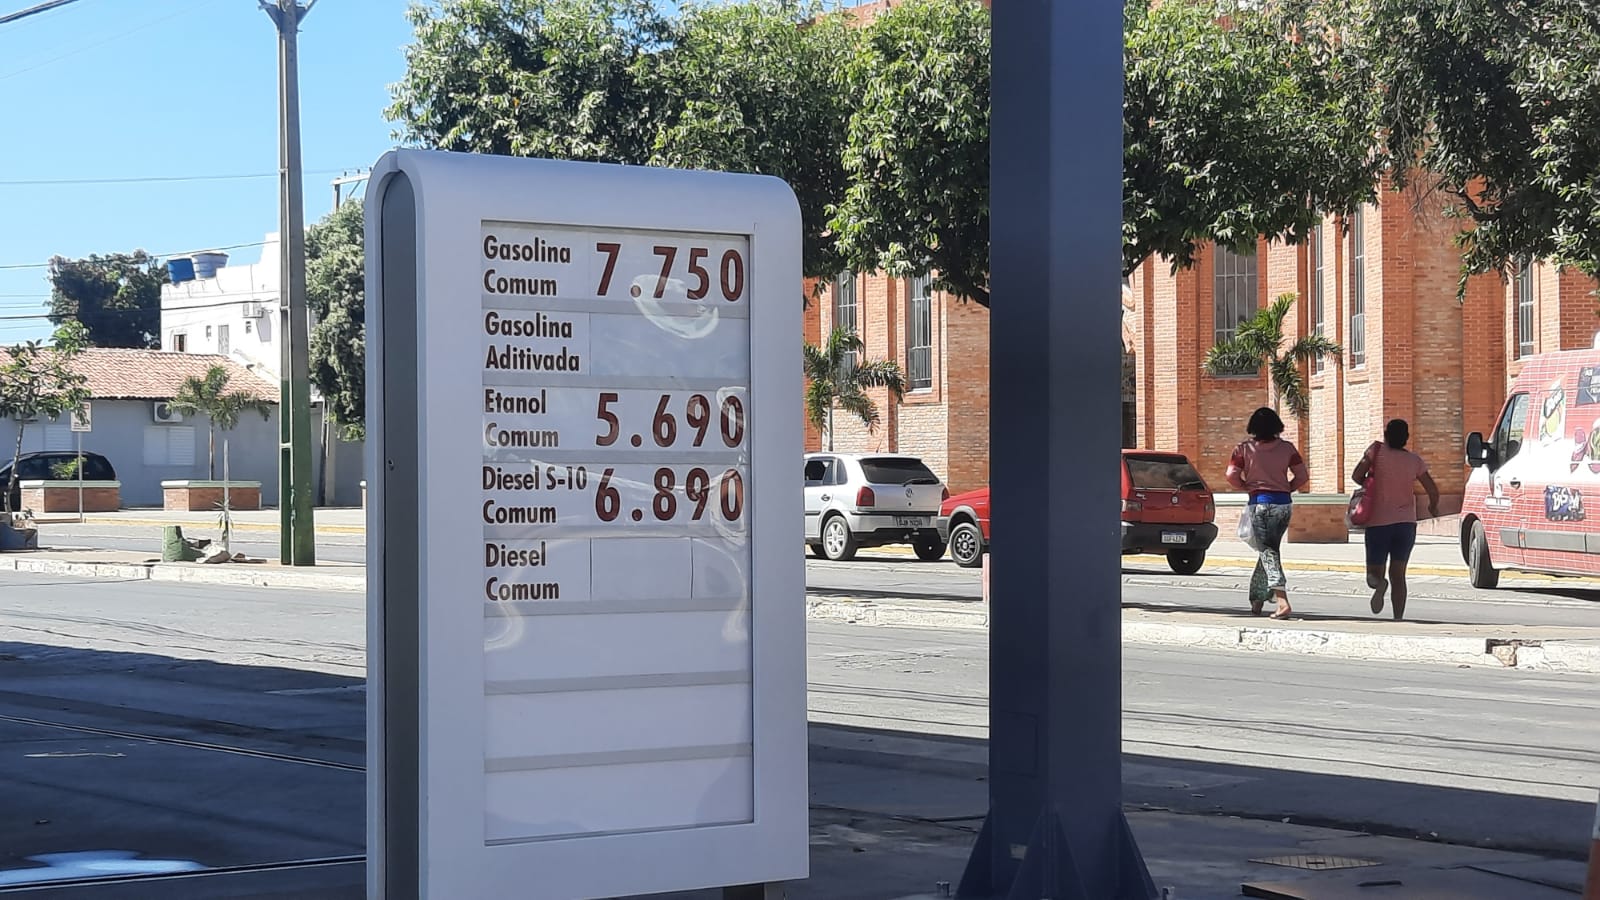 Gasolina
Comum 7.750
Gasolina
Aditivada
Etanol
Comum 5.690
Diesel S-10
Comum 6.890
Diesel
Comum